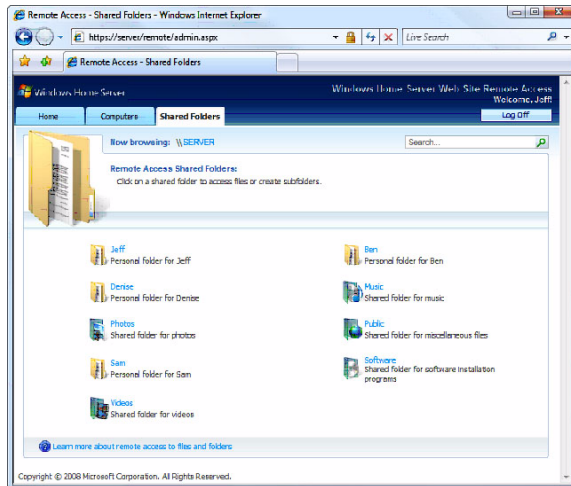 Remote Access - Shared Folders - Windows Internet Explorer
https://server/remote/admin.aspx
Live Search
Remote Access - Shared Folders
Windows Home Server
Windows Home Server Web Site Remote Access
Welcome, Jeff!
Home
Computers
Shared Folders
Log Off
Now browsing: \\SERVER
Search...
Remote Access Shared Folders:
Click on a shared folder to access files or create subfolders.
Jeff
Personal folder for Jeff
Ben
Personal folder for Ben
Denise
Personal folder for Denise
Music
Shared folder for music
Photos
Shared folder for photos
Public
Shared folder for miscellaneous files
Sam
Personal folder for Sam
Software
Shared folder for software installation
programs
Videos
Shared folder for videos
Learn more about remote access to files and folders
Copyright © 2008 Microsoft Corporation. All Rights Reserved.